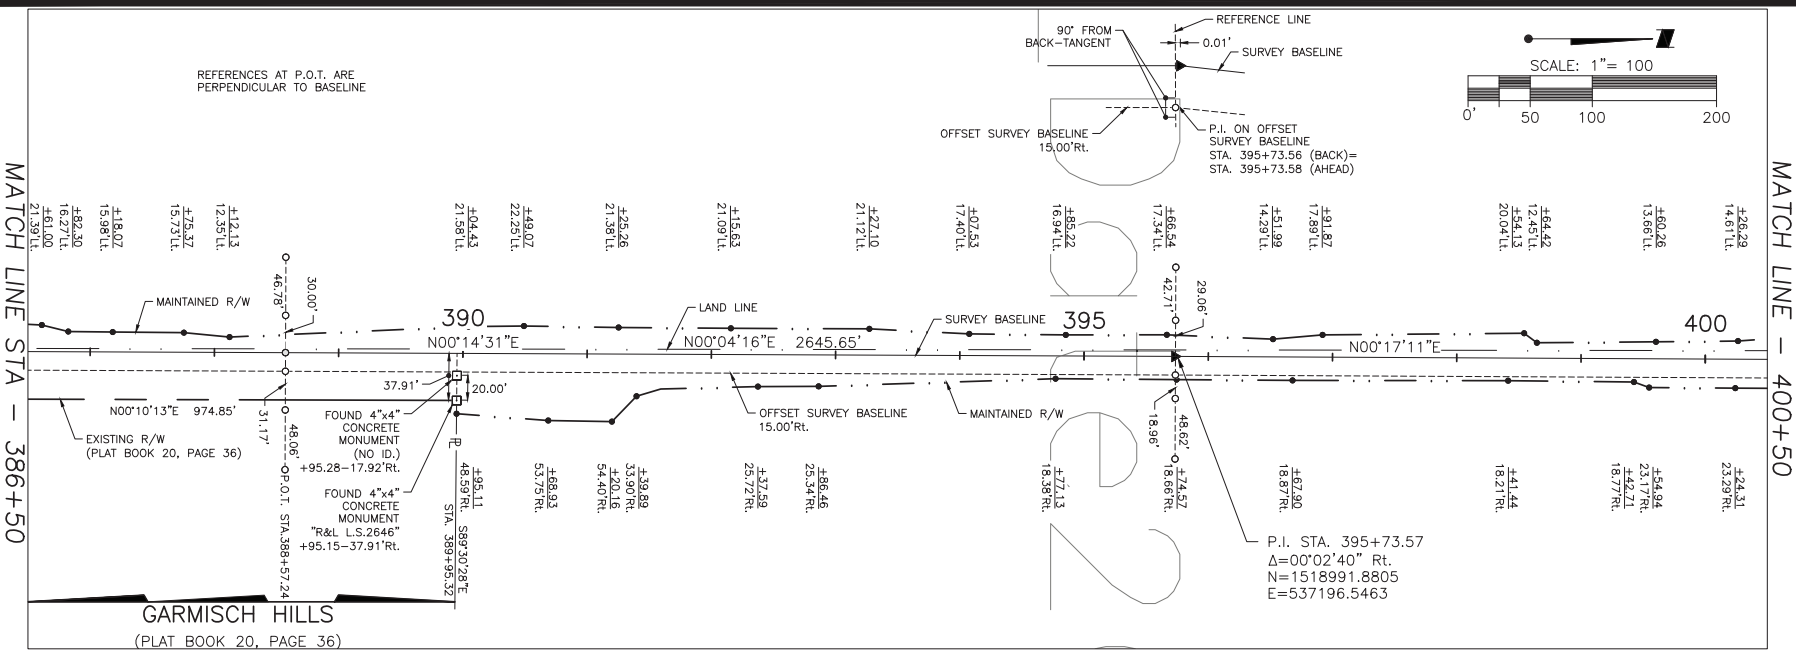 REFERENCE LINE
90° FROM
BACK-TANGENT
0.01'
SURVEY BASELINE
SCALE: 1"= 100
0'
50
100
200
REFERENCES AT P.O.T. ARE
PERPENDICULAR TO BASELINE
OFFSET SURVEY BASELINE
15.00'Rt.
P.I. ON OFFSET
SURVEY BASELINE
STA. 395+73.56 (BACK)=
STA. 395+73.58 (AHEAD)
MATCH LINE STA - 386+50
MATCH LINE - 400+50
+61.00
21.39'Lt.
+82.30
16.27'Lt.
+18.07
15.98'Lt.
+75.37
15.73'Lt.
+12.13
12.35'Lt.
+04.43
21.58'Lt.
+49.07
22.25'Lt.
+25.26
21.38'Lt.
+15.63
21.09'Lt.
+27.10
21.12'Lt.
+07.53
17.40'Lt.
+85.22
16.94'Lt.
+66.54
17.34'Lt.
+51.99
14.29'Lt.
+91.87
17.89'Lt.
+54.13
20.04'Lt.
+64.42
12.45'Lt.
+60.26
13.66'Lt.
+26.29
14.61'Lt.
46.78'
30.00'
42.71'
29.06'
MAINTAINED R/W
LAND LINE
SURVEY BASELINE
390
395
400
N00°14'31"E
N00°04'16"E 2645.65'
N00°17'11"E
37.91'
20.00'
N00°10'13"E 974.85'
31.17'
48.06'
EXISTING R/W
(PLAT BOOK 20, PAGE 36)
FOUND 4"x4"
CONCRETE
MONUMENT
(NO ID.)
+95.28-17.92'Rt.
FOUND 4"x4"
CONCRETE
MONUMENT
"R&L L.S.2646"
+95.15-37.91'Rt.
OFFSET SURVEY BASELINE
15.00'Rt.
MAINTAINED R/W
18.96'
48.62'
P.O.T. STA.388+57.24
PL
+95.11
48.59'Rt.
S89°30'28"E
STA. 389+95.32
+68.93
53.75'Rt.
+20.16
54.40'Rt.
+39.89
33.90'Rt.
+37.59
25.72'Rt.
+86.46
25.34'Rt.
+77.13
18.38'Rt.
+74.57
18.66'Rt.
+67.90
18.87'Rt.
+41.44
18.21'Rt.
+42.71
18.77'Rt.
+54.94
23.17'Rt.
+24.31
23.29'Rt.
P.I. STA. 395+73.57
Δ=00°02'40" Rt.
N=1518991.8805
E=537196.5463
GARMISCH HILLS
(PLAT BOOK 20, PAGE 36)